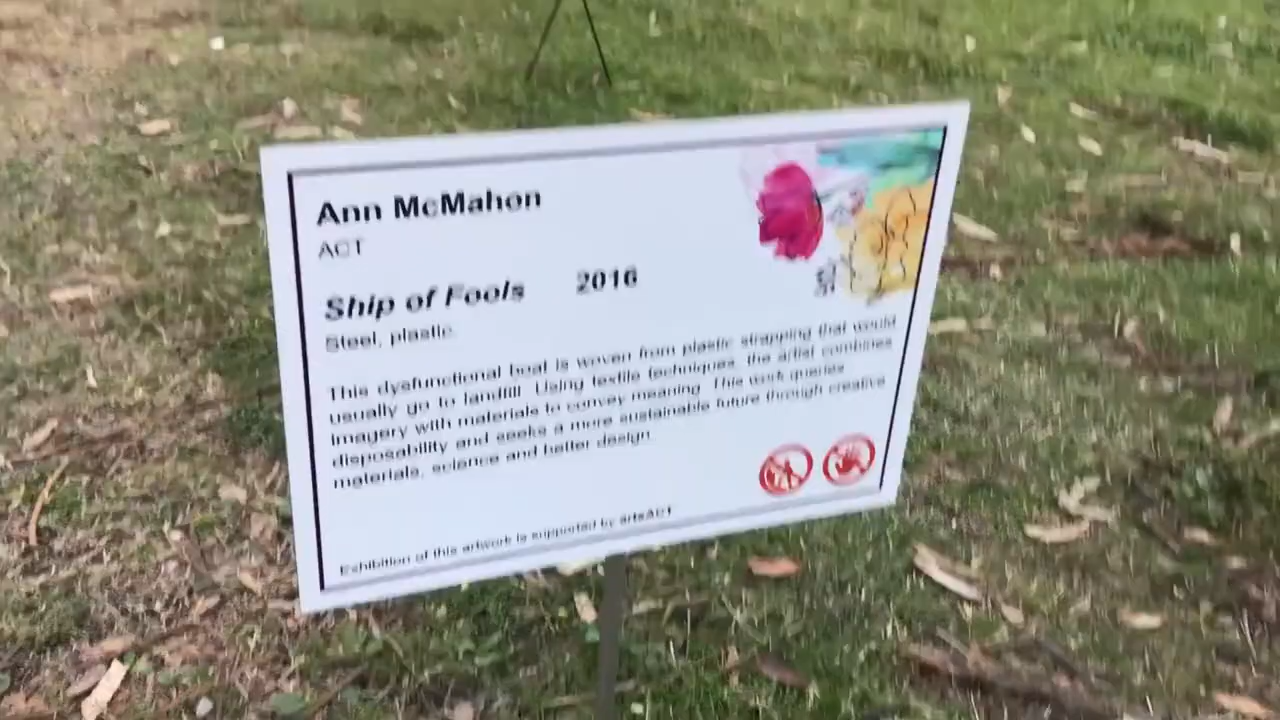 Ann McMahon
ACT
Ship of Fools 2016
Steel, plastic
This dysfunctional boat is woven from plastic strapping that would
usually go to landfill. Using textile techniques, the artist combines
imagery with materials to convey meaning. This work queries
disposability and seeks a more sustainable future through creative
materials, science and better design.
Exhibition of this artwork is supported by artsACT